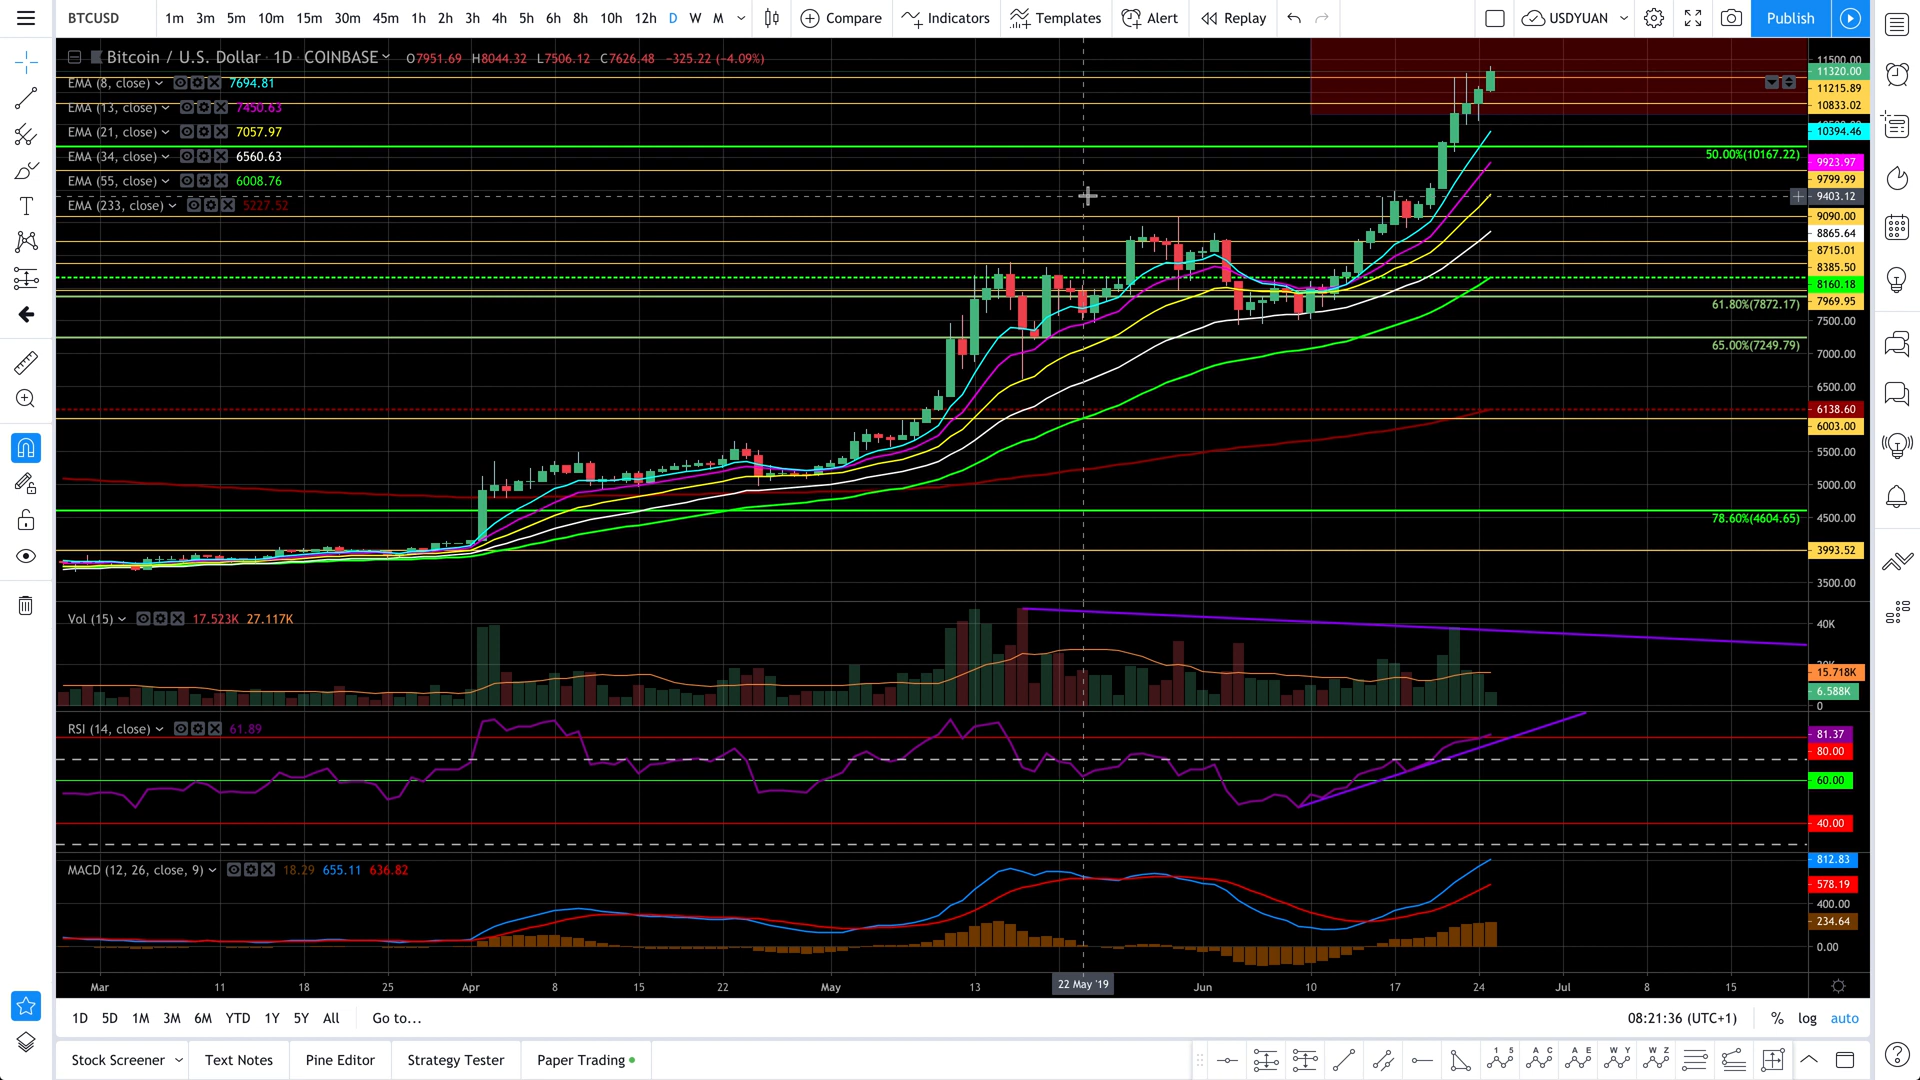 BTCUSD 1m 3m 5m 10m 15m 30m 45m 1h 2h 3h 4h 5h 6h 8h 10h 12h D W M Compare Indicators Templates Alert Replay USDYUAN Publish
Bitcoin / U.S. Dollar 1D COINBASE O7951.69 H8044.32 L7506.12 C7626.48 −325.22 (−4.09%)
EMA (8, close) 7694.81
EMA (13, close) 7450.63
EMA (21, close) 7057.97
EMA (34, close) 6560.63
EMA (55, close) 6008.76
EMA (233, close) 5227.52
50.00%(10167.22)
61.80%(7872.17)
65.00%(7249.79)
78.60%(4604.65)
11500.00
11320.00
11215.89
10833.02
10394.46
9923.97
9799.99
9403.12
9090.00
8865.64
8715.01
8385.50
8160.18
7969.95
7500.00
7000.00
6500.00
6138.60
6003.00
5500.00
5000.00
4500.00
3993.52
3500.00
Vol (15) 17.523K 27.117K
40K
15.718K
6.588K
0
RSI (14, close) 61.89
81.37
80.00
60.00
40.00
MACD (12, 26, close, 9) 18.29 655.11 636.82
812.83
578.19
400.00
234.64
0.00
Mar 11 18 25 Apr 8 15 22 May 13 22 May '19 Jun 10 17 24 Jul 8 15
1D 5D 1M 3M 6M YTD 1Y 5Y All Go to... 08:21:36 (UTC+1) % log auto
Stock Screener Text Notes Pine Editor Strategy Tester Paper Trading
1 5 A C A E W Y W Z